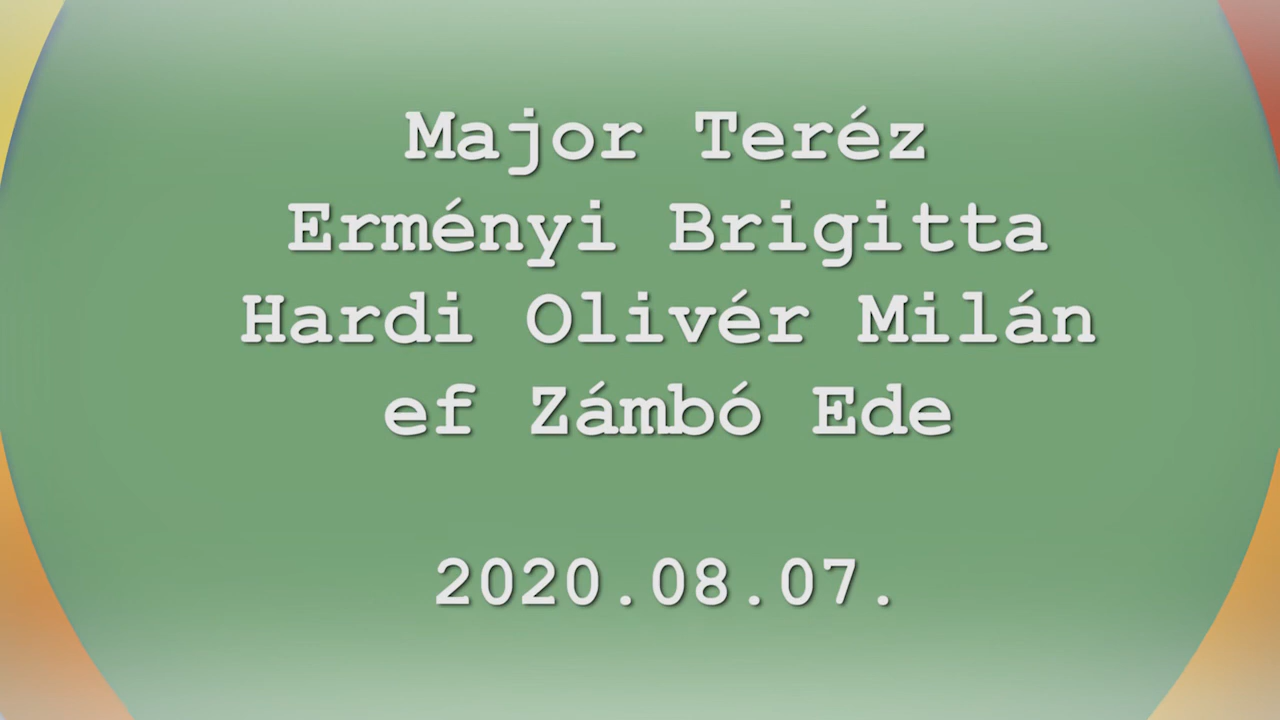 Major Teréz
Erményi Brigitta
Hardi Olivér Milán
ef Zámbó Ede
2020.08.07.